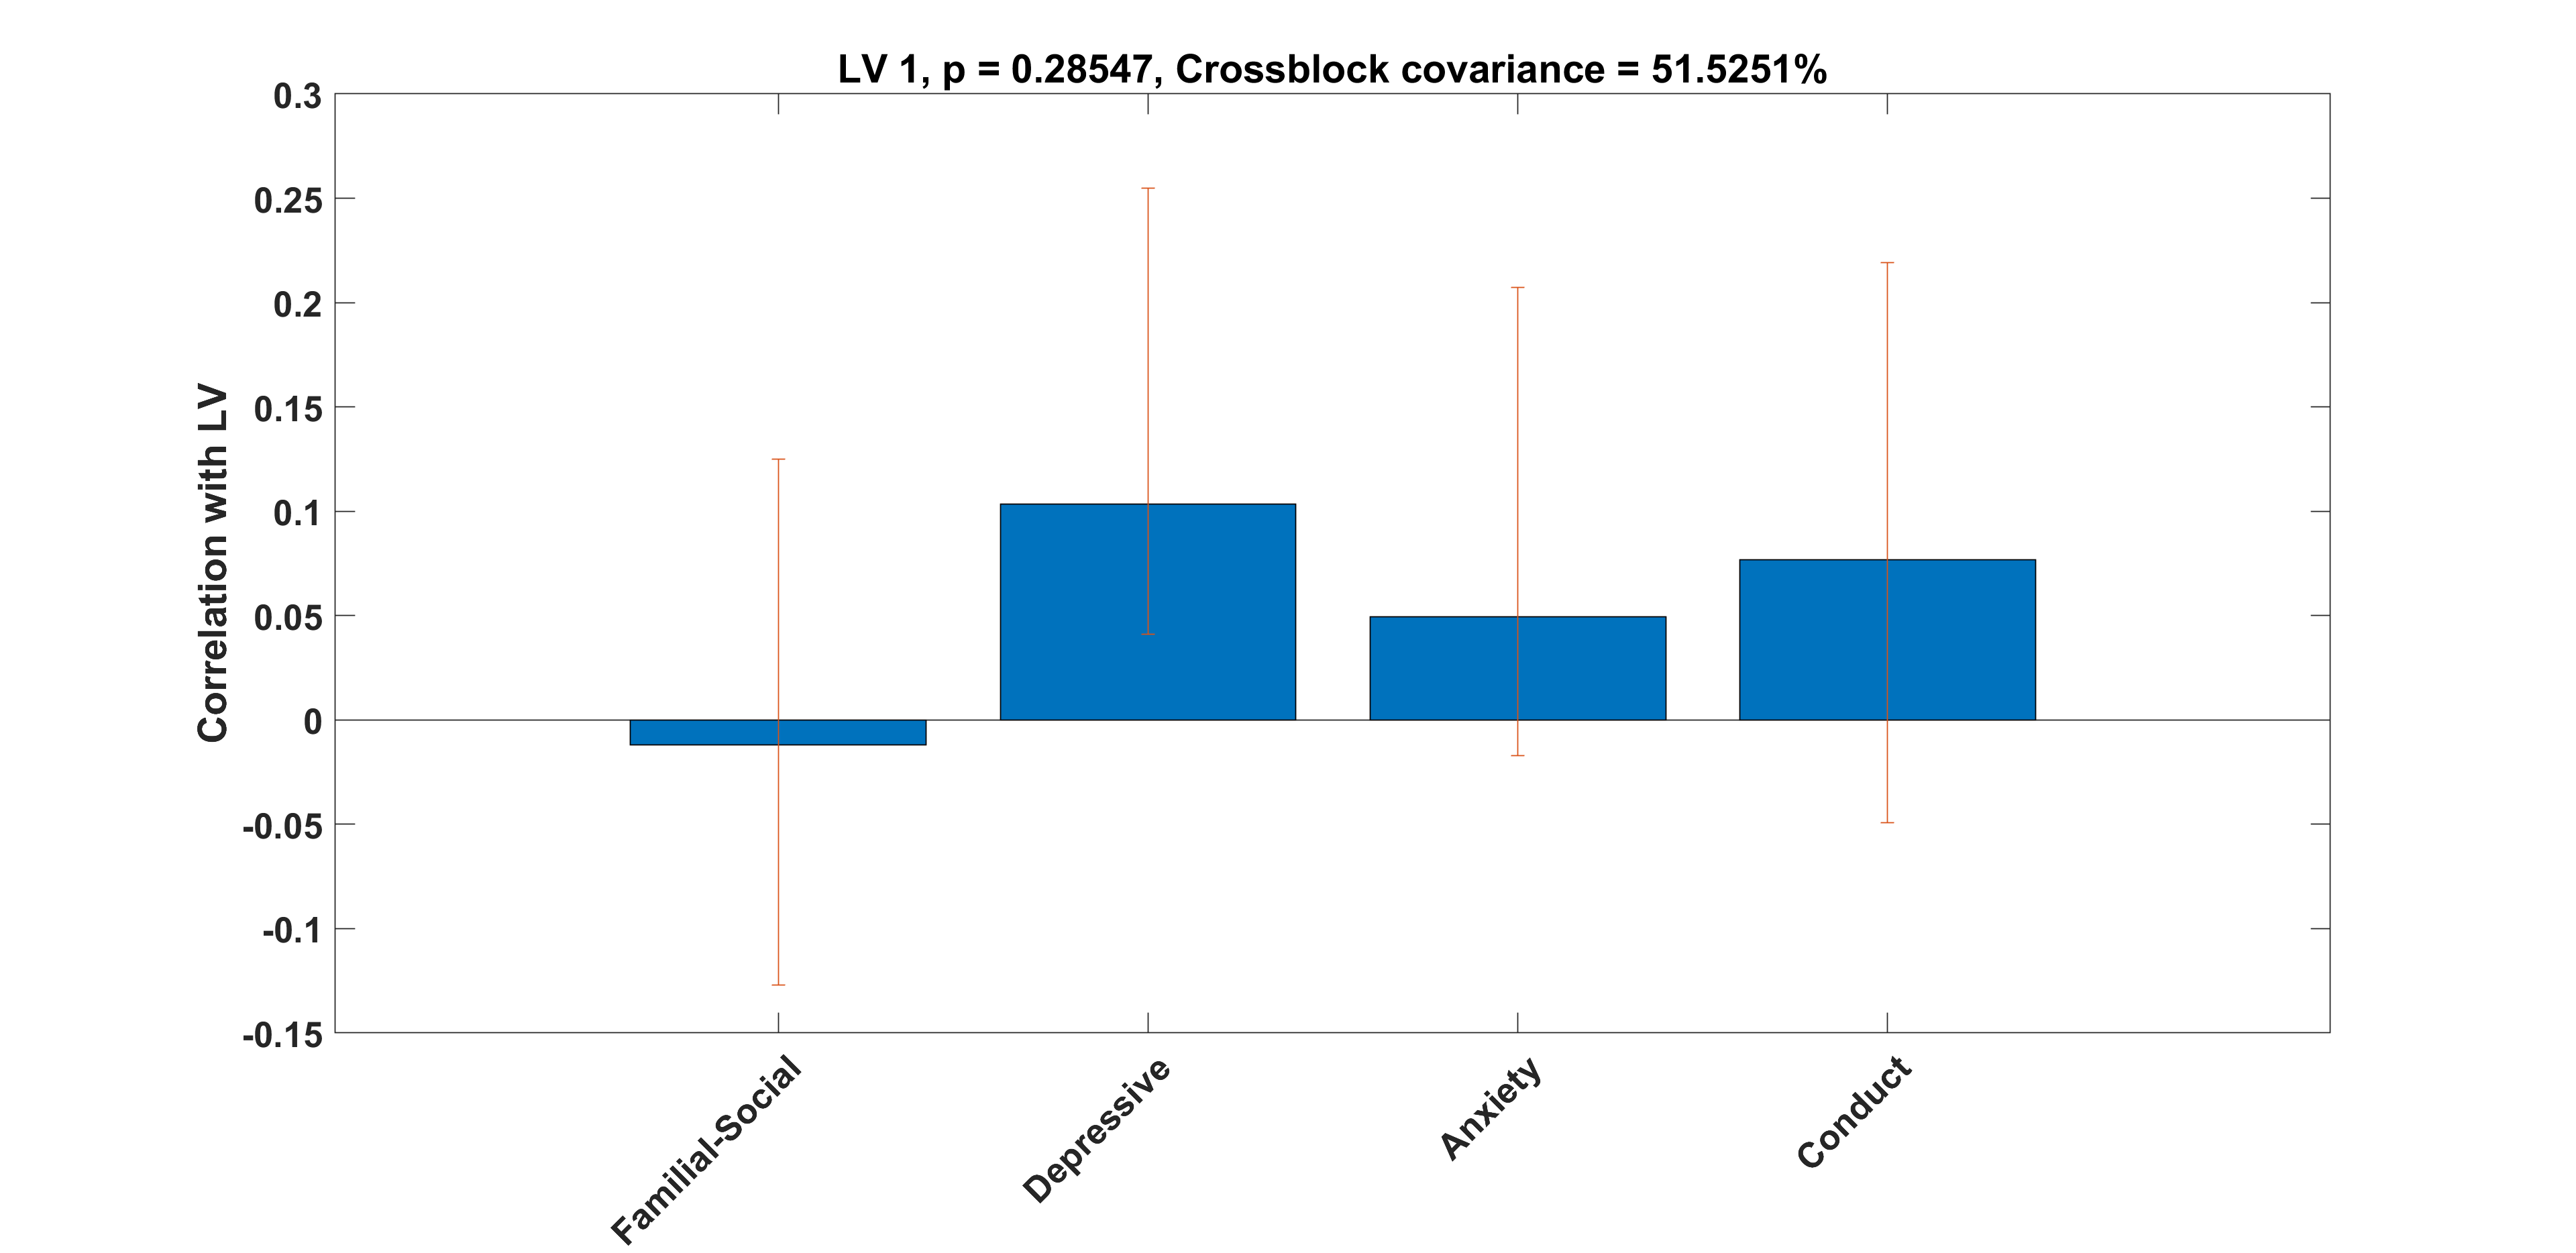 LV 1, p = 0.28547, Crossblock covariance = 51.5251%
Correlation with LV
0.3
0.25
0.2
0.15
0.1
0.05
0
-0.05
-0.1
-0.15
Familial-Social
Depressive
Anxiety
Conduct